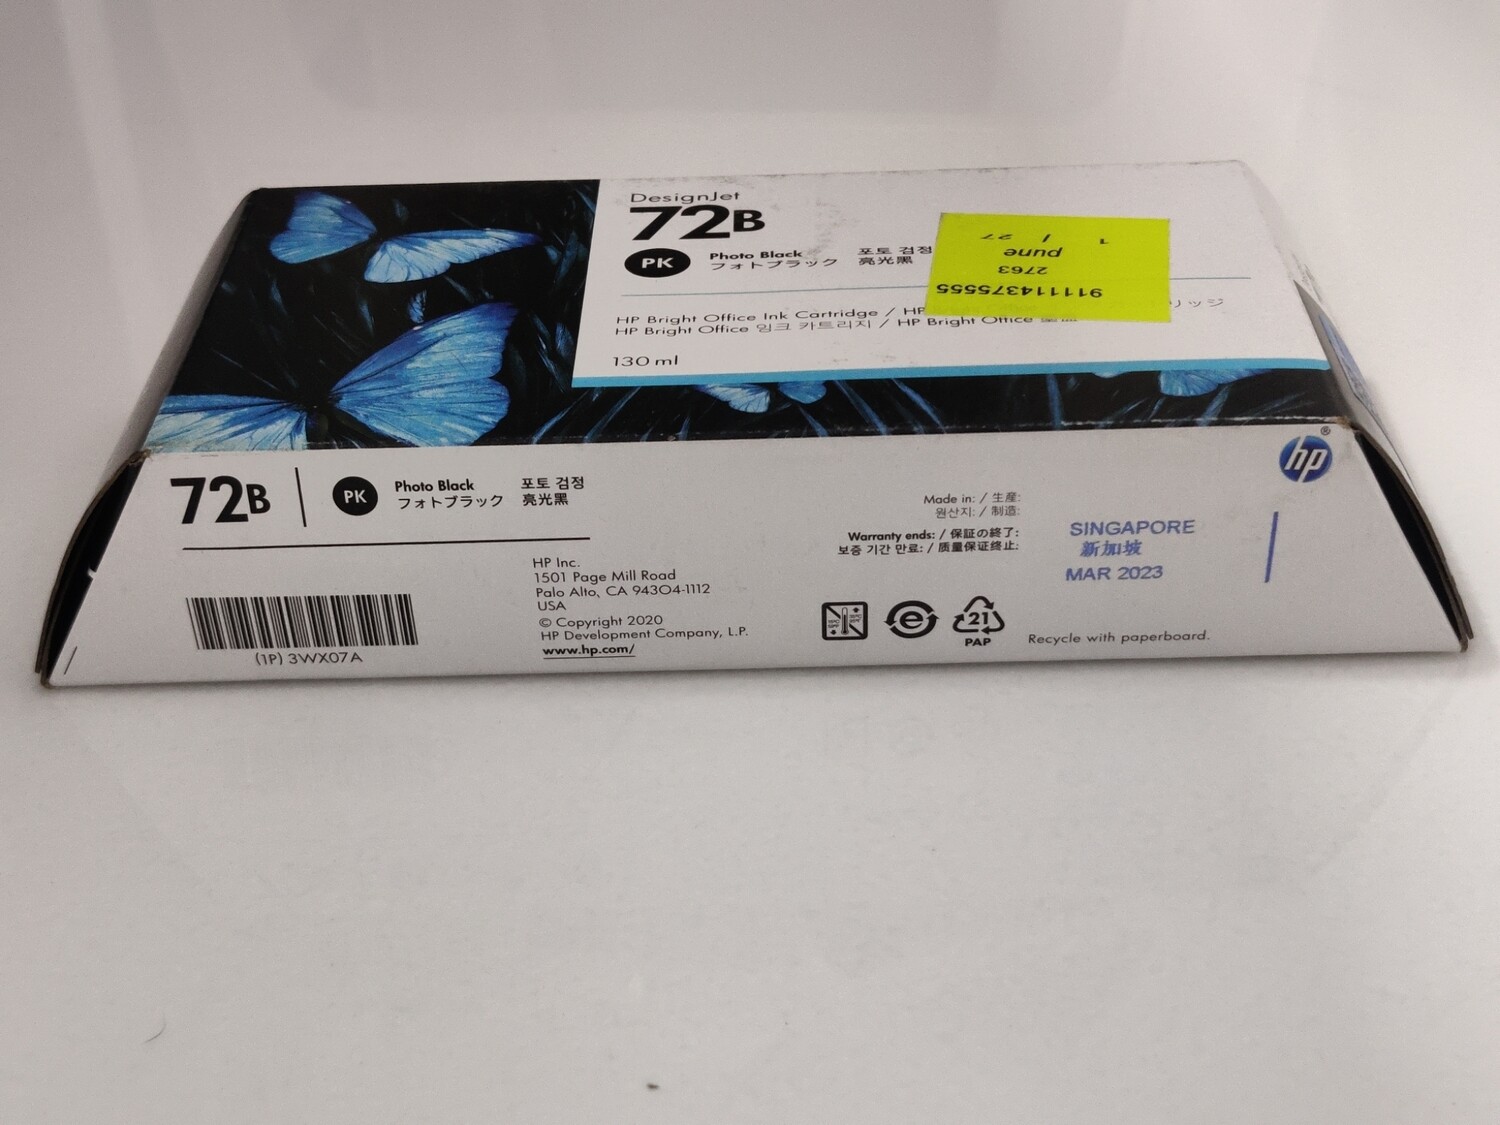 DesignJet
72B
PK
Photo Black 포토 검정
フォトブラック 亮光黑
911114375555
2763
pune
1 / 27
HP Bright Office Ink Cartridge / HP リッジ
HP Bright Office 잉크 카트리지 / HP Bright Office
130 ml
72B
PK
Photo Black 포토 검정
フォトブラック 亮光黑
(1P) 3WX07A
HP Inc.
1501 Page Mill Road
Palo Alto, CA 94304-1112
USA
© Copyright 2020
HP Development Company, L.P.
www.hp.com/
Made in: / 生産:
원산지: / 制造:
Warranty ends: / 保証の終了:
보증 기간 만료: / 质量保证终止:
SINGAPORE
新加坡
MAR 2023
hp®
e
21
PAP
Recycle with paperboard.